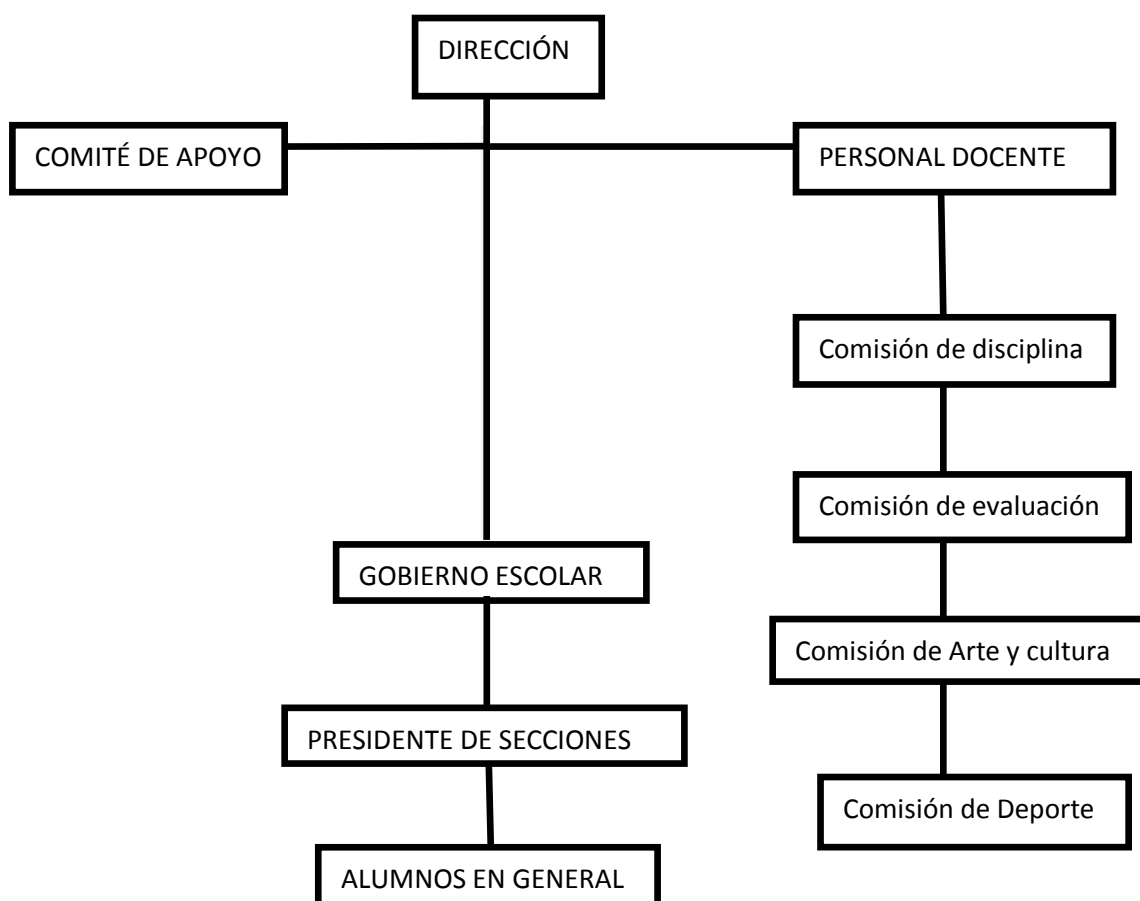 DIRECCIÓN
COMITÉ DE APOYO
PERSONAL DOCENTE
Comisión de disciplina
Comisión de evaluación
GOBIERNO ESCOLAR
Comisión de Arte y cultura
PRESIDENTE DE SECCIONES
Comisión de Deporte
ALUMNOS EN GENERAL